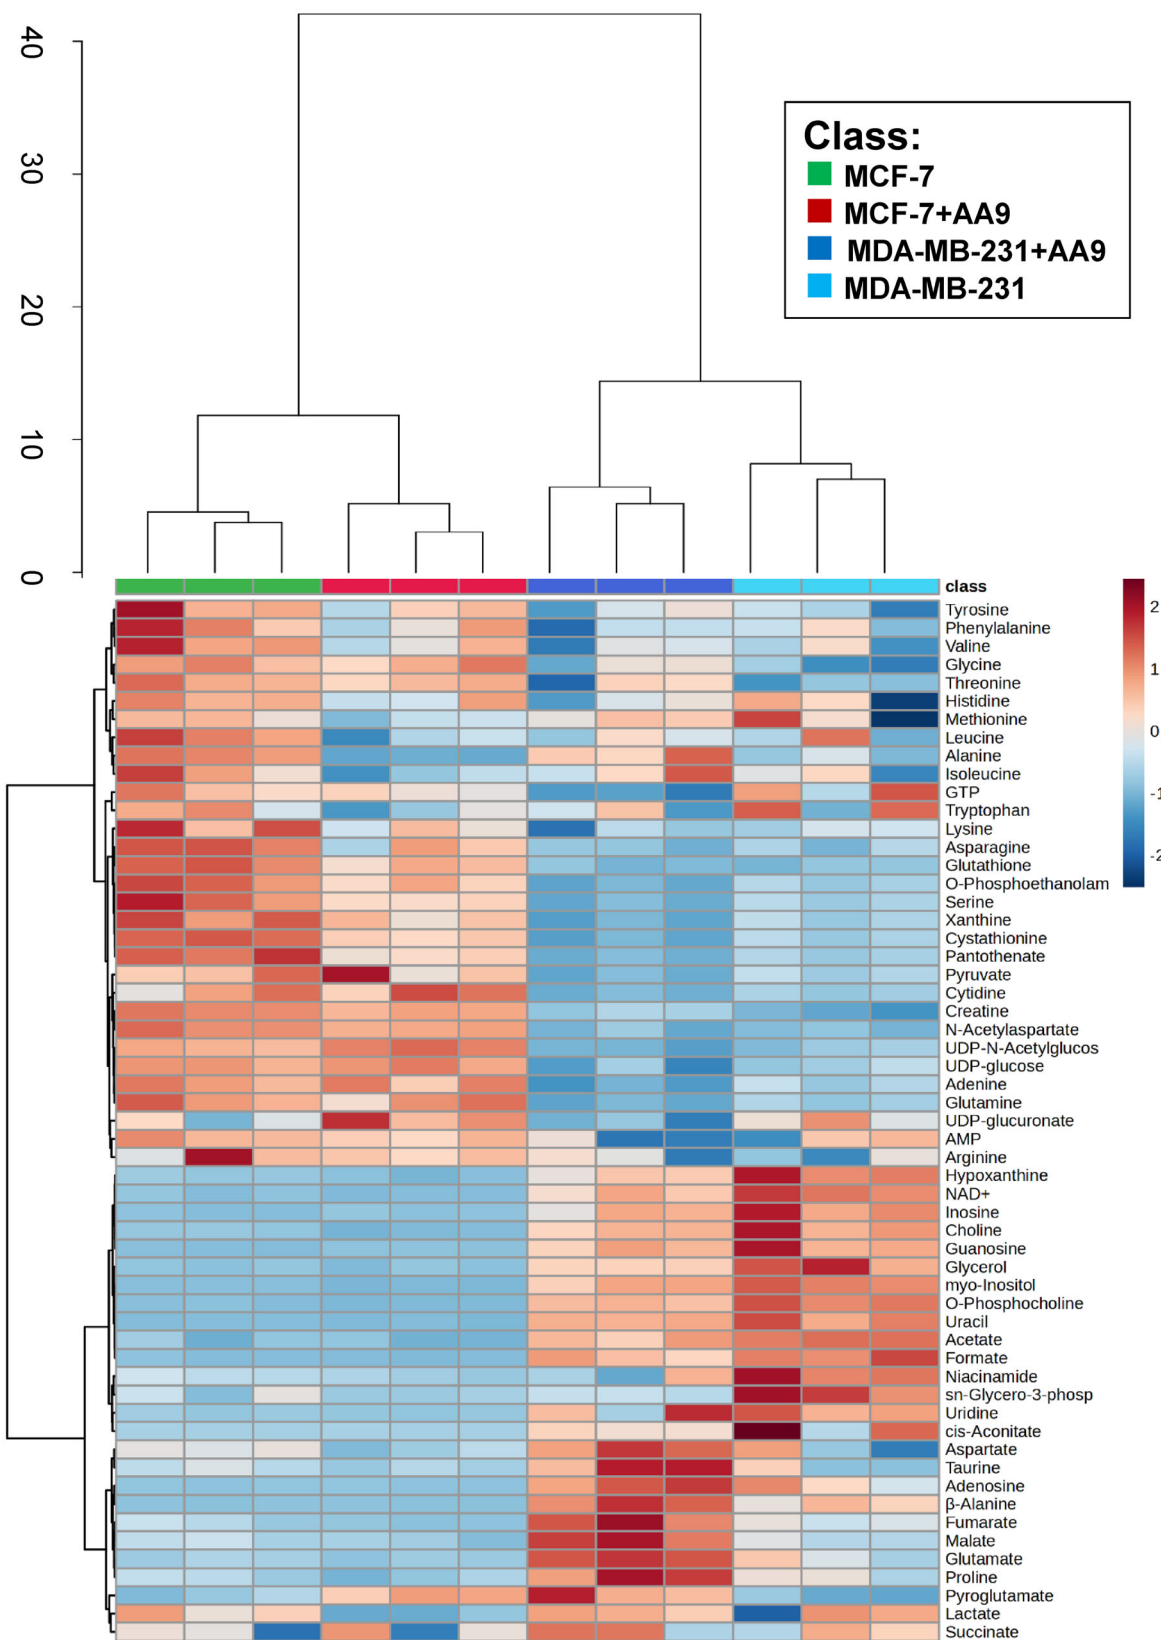 40
30
20
10
0
Class:
MCF-7
MCF-7+AA9
MDA-MB-231+AA9
MDA-MB-231
class
Tyrosine
Phenylalanine
Valine
Glycine
Threonine
Histidine
Methionine
Leucine
Alanine
Isoleucine
GTP
Tryptophan
Lysine
Asparagine
Glutathione
O-Phosphoethanolam
Serine
Xanthine
Cystathionine
Pantothenate
Pyruvate
Cytidine
Creatine
N-Acetylaspartate
UDP-N-Acetylglucos
UDP-glucose
Adenine
Glutamine
UDP-glucuronate
AMP
Arginine
Hypoxanthine
NAD+
Inosine
Choline
Guanosine
Glycerol
myo-Inositol
O-Phosphocholine
Uracil
Acetate
Formate
Niacinamide
sn-Glycero-3-phosp
Uridine
cis-Aconitate
Aspartate
Taurine
Adenosine
β-Alanine
Fumarate
Malate
Glutamate
Proline
Pyroglutamate
Lactate
Succinate
2
1
0
-1
-2